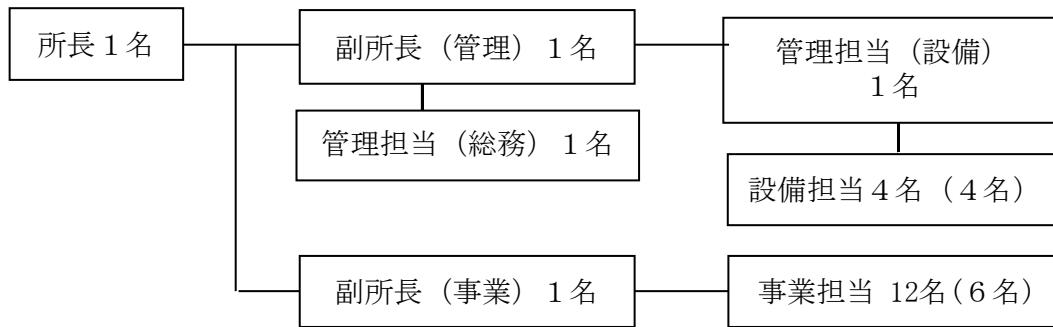 所長１名
副所長（管理）１名
管理担当（設備）
１名
管理担当（総務）１名
設備担当４名（４名）
副所長（事業）１名
事業担当 12名（６名）